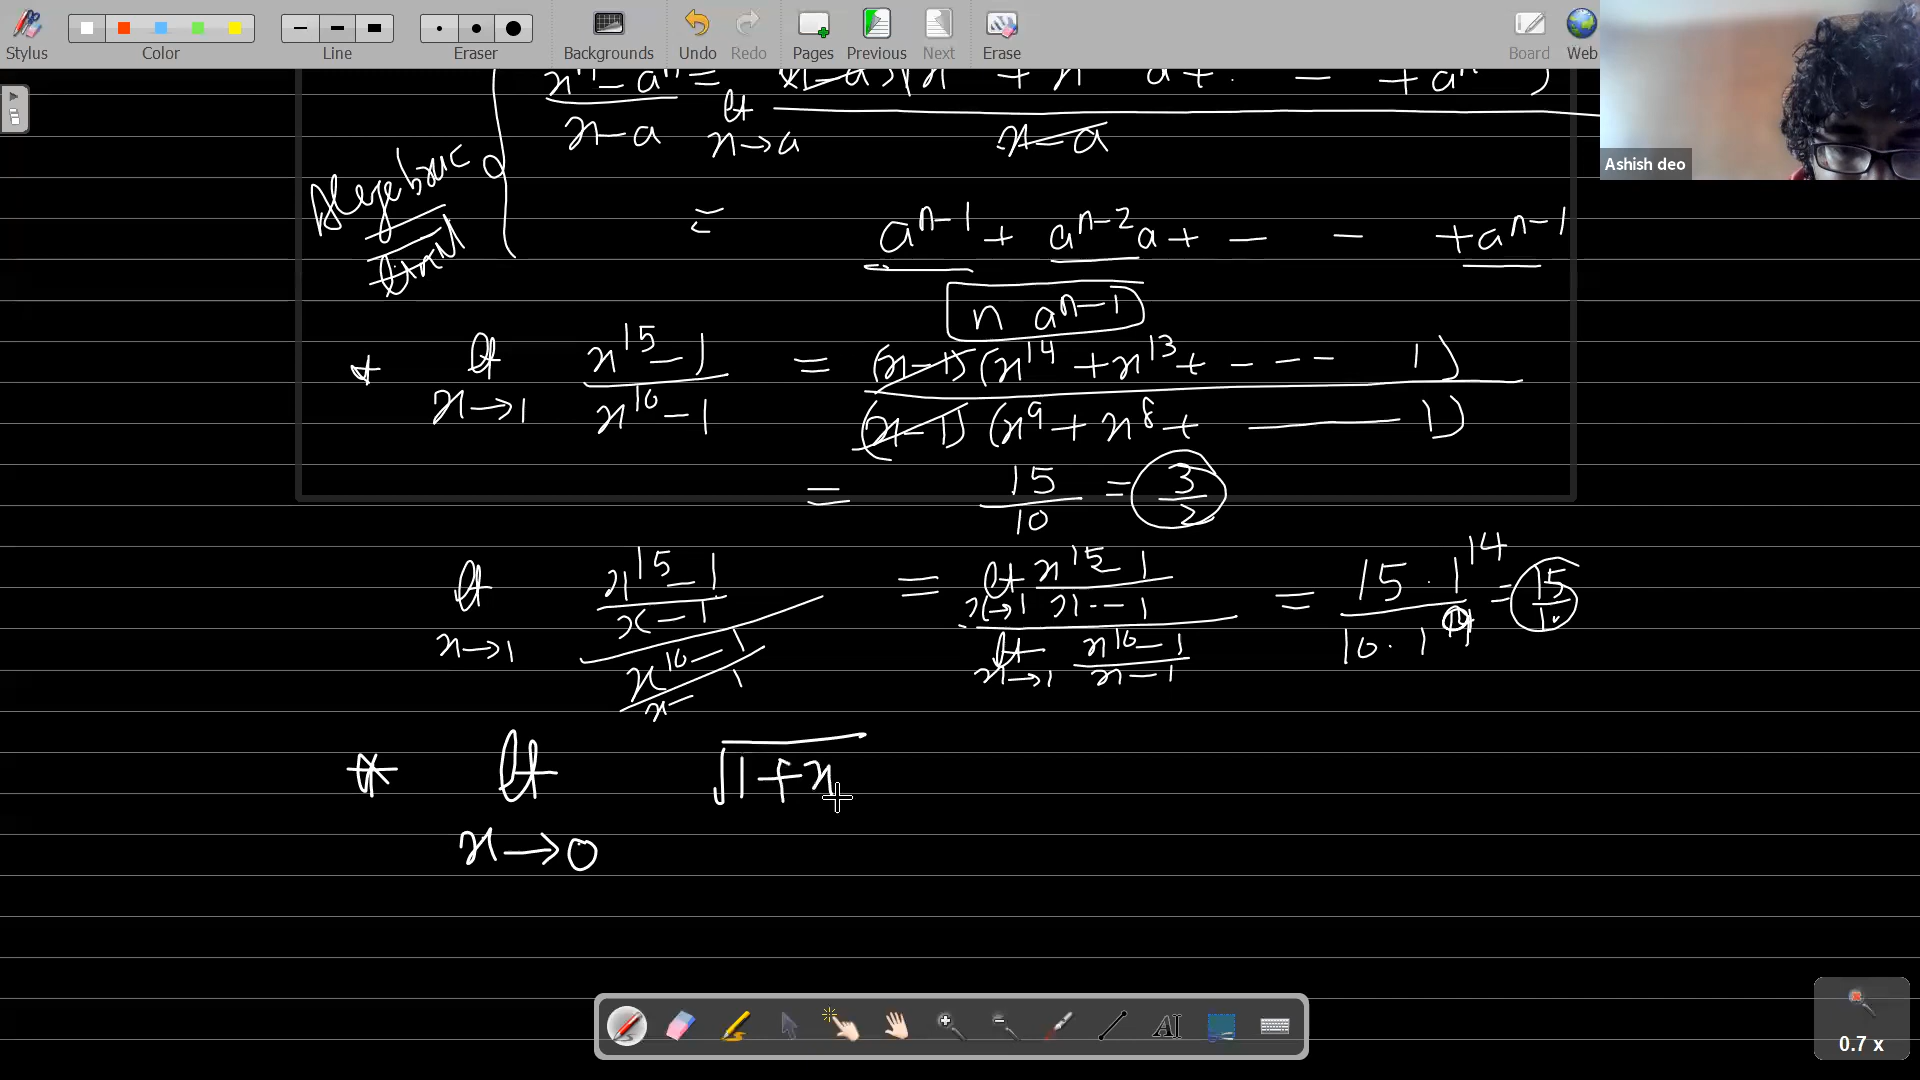 Stylus Color Line Eraser Backgrounds Undo Redo Pages Previous Next Erase Board Web
Ashish deo
xⁿ − aⁿ / x − a = lt x→a (x − a)(x + x a + . − + aⁿ ) / x − a
Algebraic
= aⁿ⁻¹ + aⁿ⁻²a + − − + aⁿ⁻¹
n aⁿ⁻¹
* lt x→1 x¹⁵ − 1 / x¹⁰ − 1 = (x−1)(x¹⁴ + x¹³ + - - - 1) / (x−1)(x⁹ + x⁸ + — 1)
= 15/10 = 3/2
lt x→1 (x¹⁵ − 1 / x − 1) / (x¹⁰ − 1 / x − 1) = (lt x→1 x¹⁵ − 1 / x − 1) / (lt x→1 x¹⁰ − 1 / x − 1) = 15 · 1¹⁴ / 10 · 1 = 15/1.
* lt x→0 √1+x
0.7 x